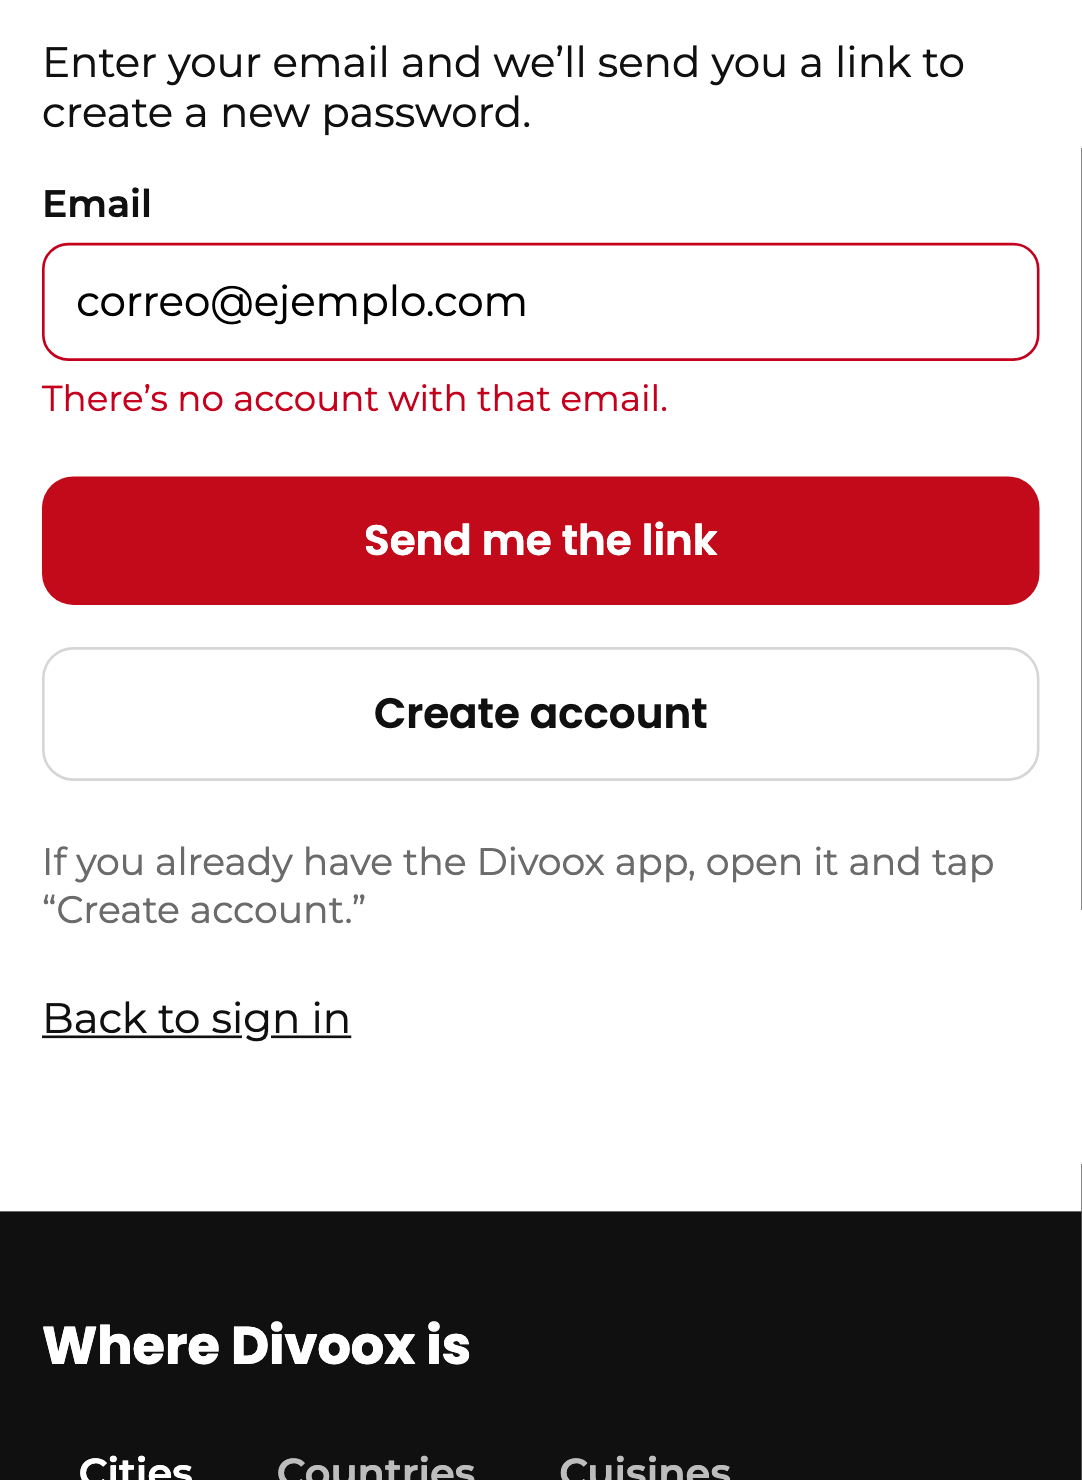 Enter your email and we’ll send you a link to
create a new password.
Email
correo@ejemplo.com
There’s no account with that email.
Send me the link
Create account
If you already have the Divoox app, open it and tap
“Create account.”
Back to sign in
Where Divoox is
Cities Countries Cuisines